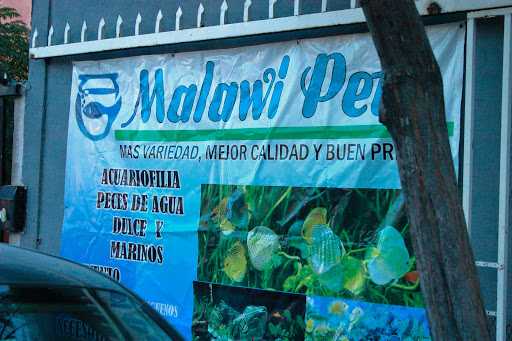 Malawi Pe
MAS VARIEDAD, MEJOR CALIDAD Y BUEN PR
ACUARIOFILIA
PECES DE AGUA
DULCE Y
MARINOS